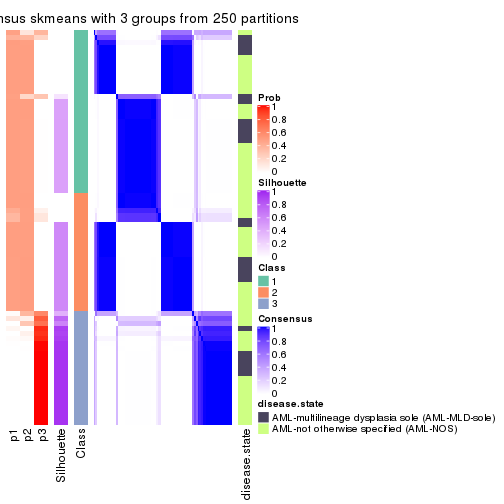 nsus skmeans with 3 groups from 250 partitions
Prob
1
0.8
0.6
0.4
0.2
0
Silhouette
1
0.8
0.6
0.4
0.2
0
Class
1
2
3
Consensus
1
0.8
0.6
0.4
0.2
0
disease.state
AML-multilineage dysplasia sole (AML-MLD-sole)
AML-not otherwise specified (AML-NOS)
p1
p2
p3
Silhouette
Class
disease.state